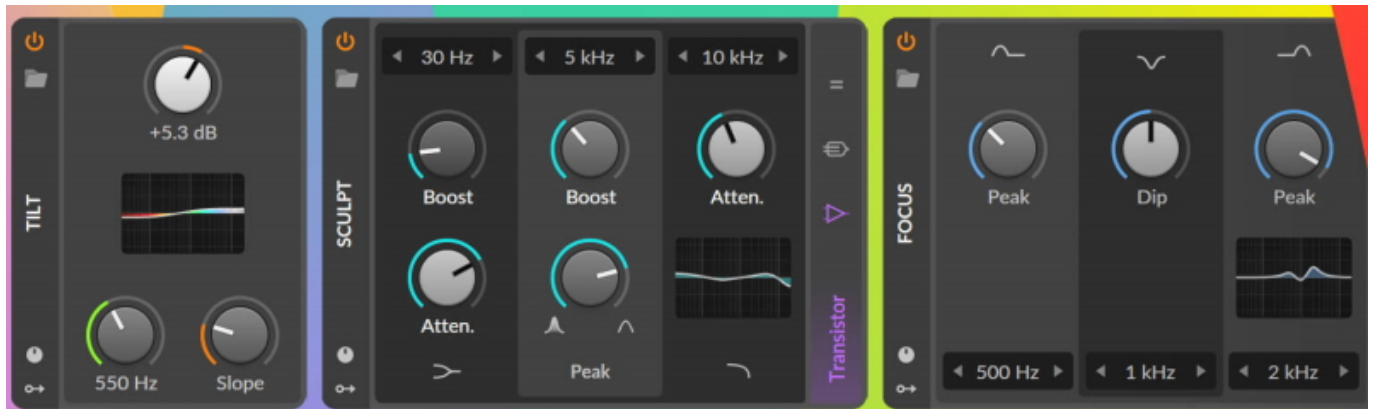 TILT
+5.3 dB
550 Hz
Slope
SCULPT
30 Hz
5 kHz
10 kHz
Boost
Boost
Atten.
Atten.
Peak
Transistor
FOCUS
Peak
Dip
Peak
500 Hz
1 kHz
2 kHz